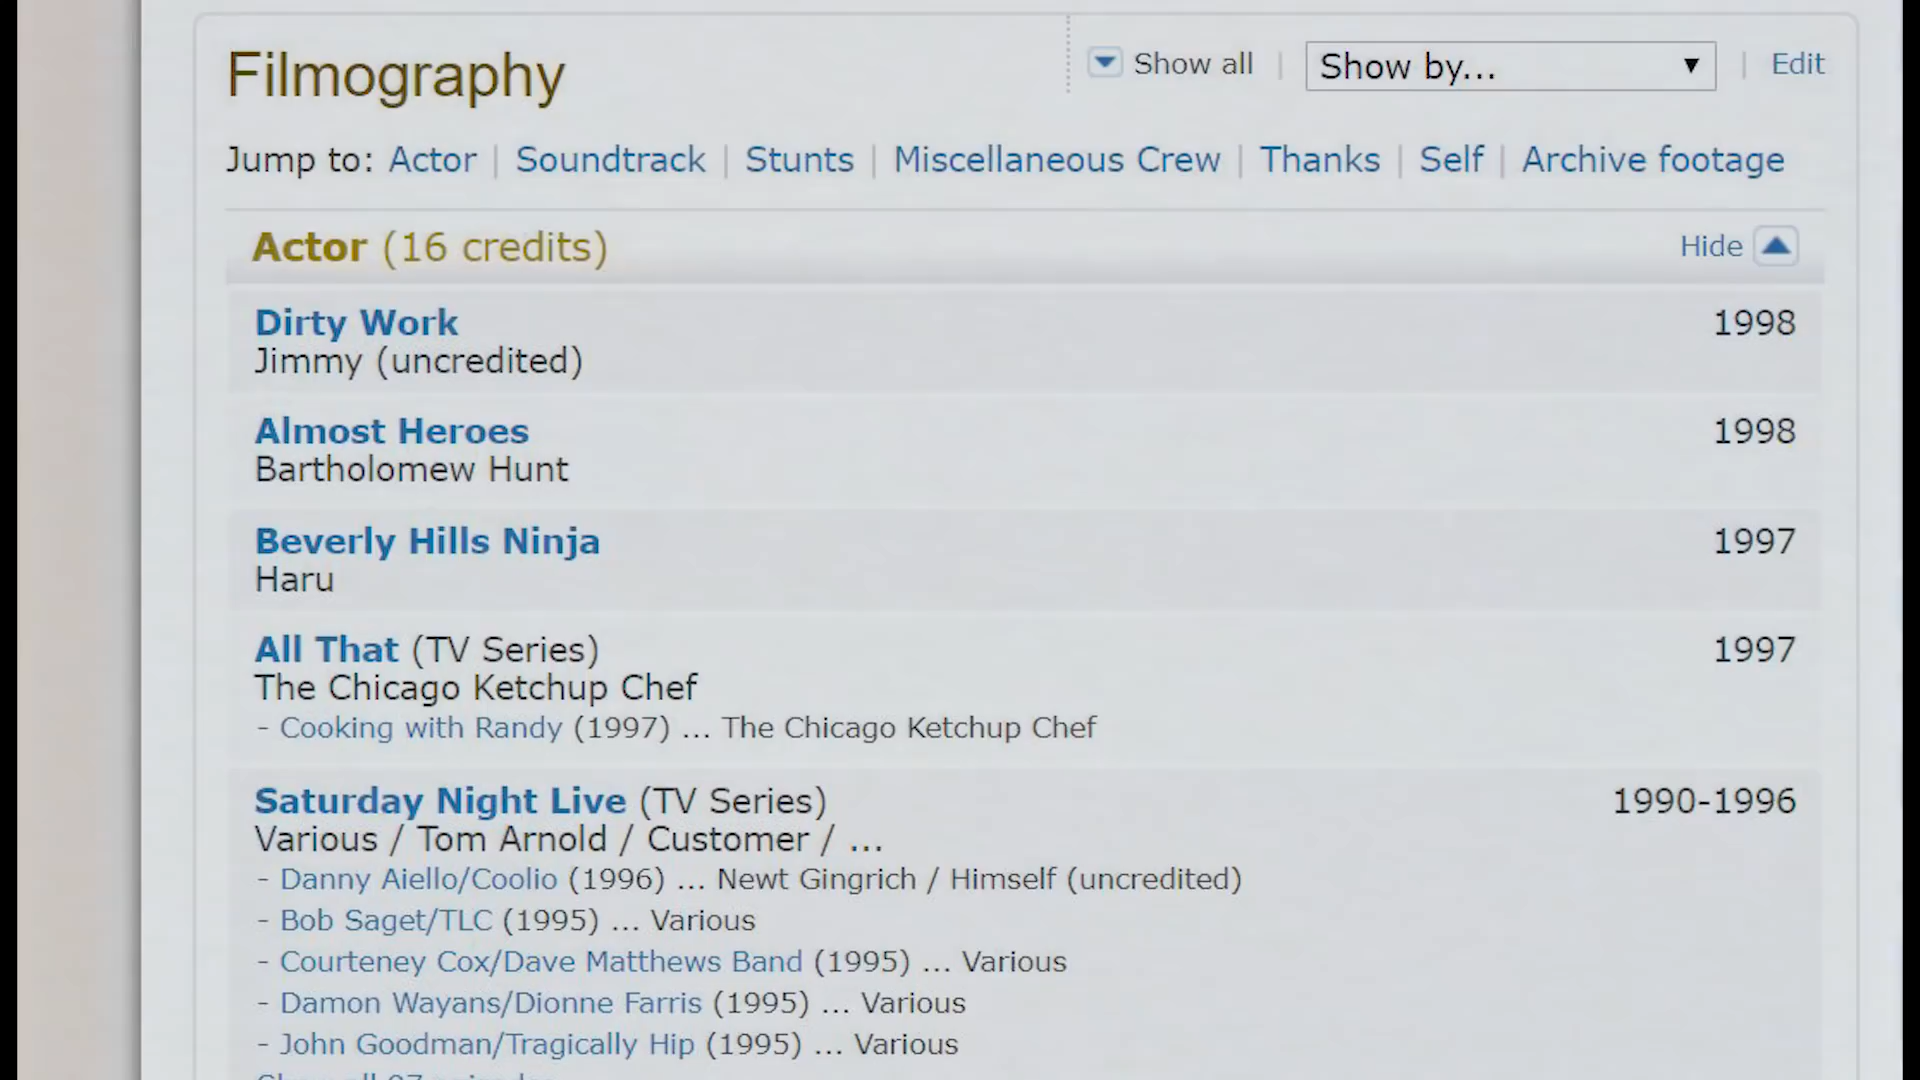 Filmography
Show all | Show by... | Edit
Jump to: Actor | Soundtrack | Stunts | Miscellaneous Crew | Thanks | Self | Archive footage
Actor (16 credits) Hide
Dirty Work 1998
Jimmy (uncredited)
Almost Heroes 1998
Bartholomew Hunt
Beverly Hills Ninja 1997
Haru
All That (TV Series) 1997
The Chicago Ketchup Chef
- Cooking with Randy (1997) ... The Chicago Ketchup Chef
Saturday Night Live (TV Series) 1990-1996
Various / Tom Arnold / Customer / ...
- Danny Aiello/Coolio (1996) ... Newt Gingrich / Himself (uncredited)
- Bob Saget/TLC (1995) ... Various
- Courteney Cox/Dave Matthews Band (1995) ... Various
- Damon Wayans/Dionne Farris (1995) ... Various
- John Goodman/Tragically Hip (1995) ... Various